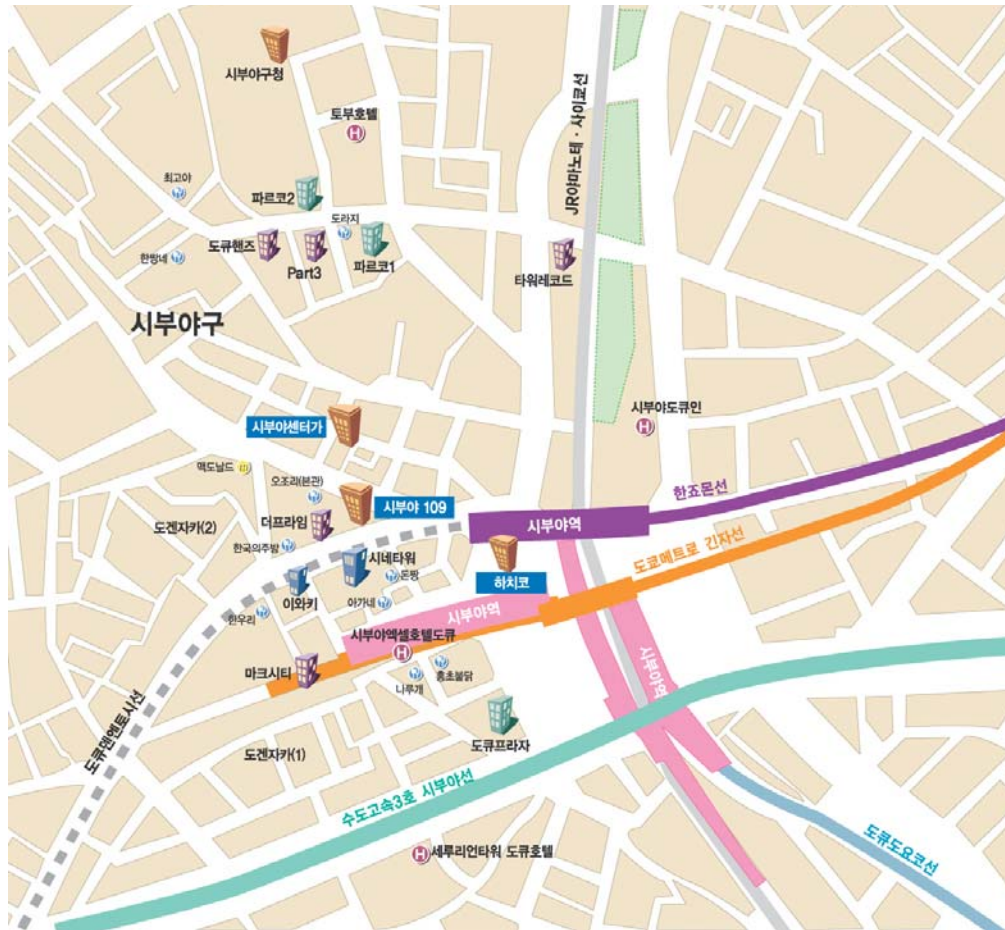 시부야구청
토부호텔
JR야마노테 · 사이쿄선
최고야
파르코2
도라지
한짱네
도큐핸즈
Part3
파르코1
타워레코드
시부야구
시부야도큐인
시부야센터가
맥도날드
오조리(본관)
시부야 109
한죠몬선
도겐자카(2)
더프라임
시부야역
도쿄메트로 긴자선
한국의주방
시네타워
하치코
돈짱
이와키
아가네
한우리
시부야역
시부야엑셀호텔도큐
마크시티
홍초불닭
나루개
시부야역
도큐덴엔토시선
도큐프라자
도겐자카(1)
수도고속3호 시부야선
도큐도요코선
세루리언타워 도큐호텔
H
H
H
H